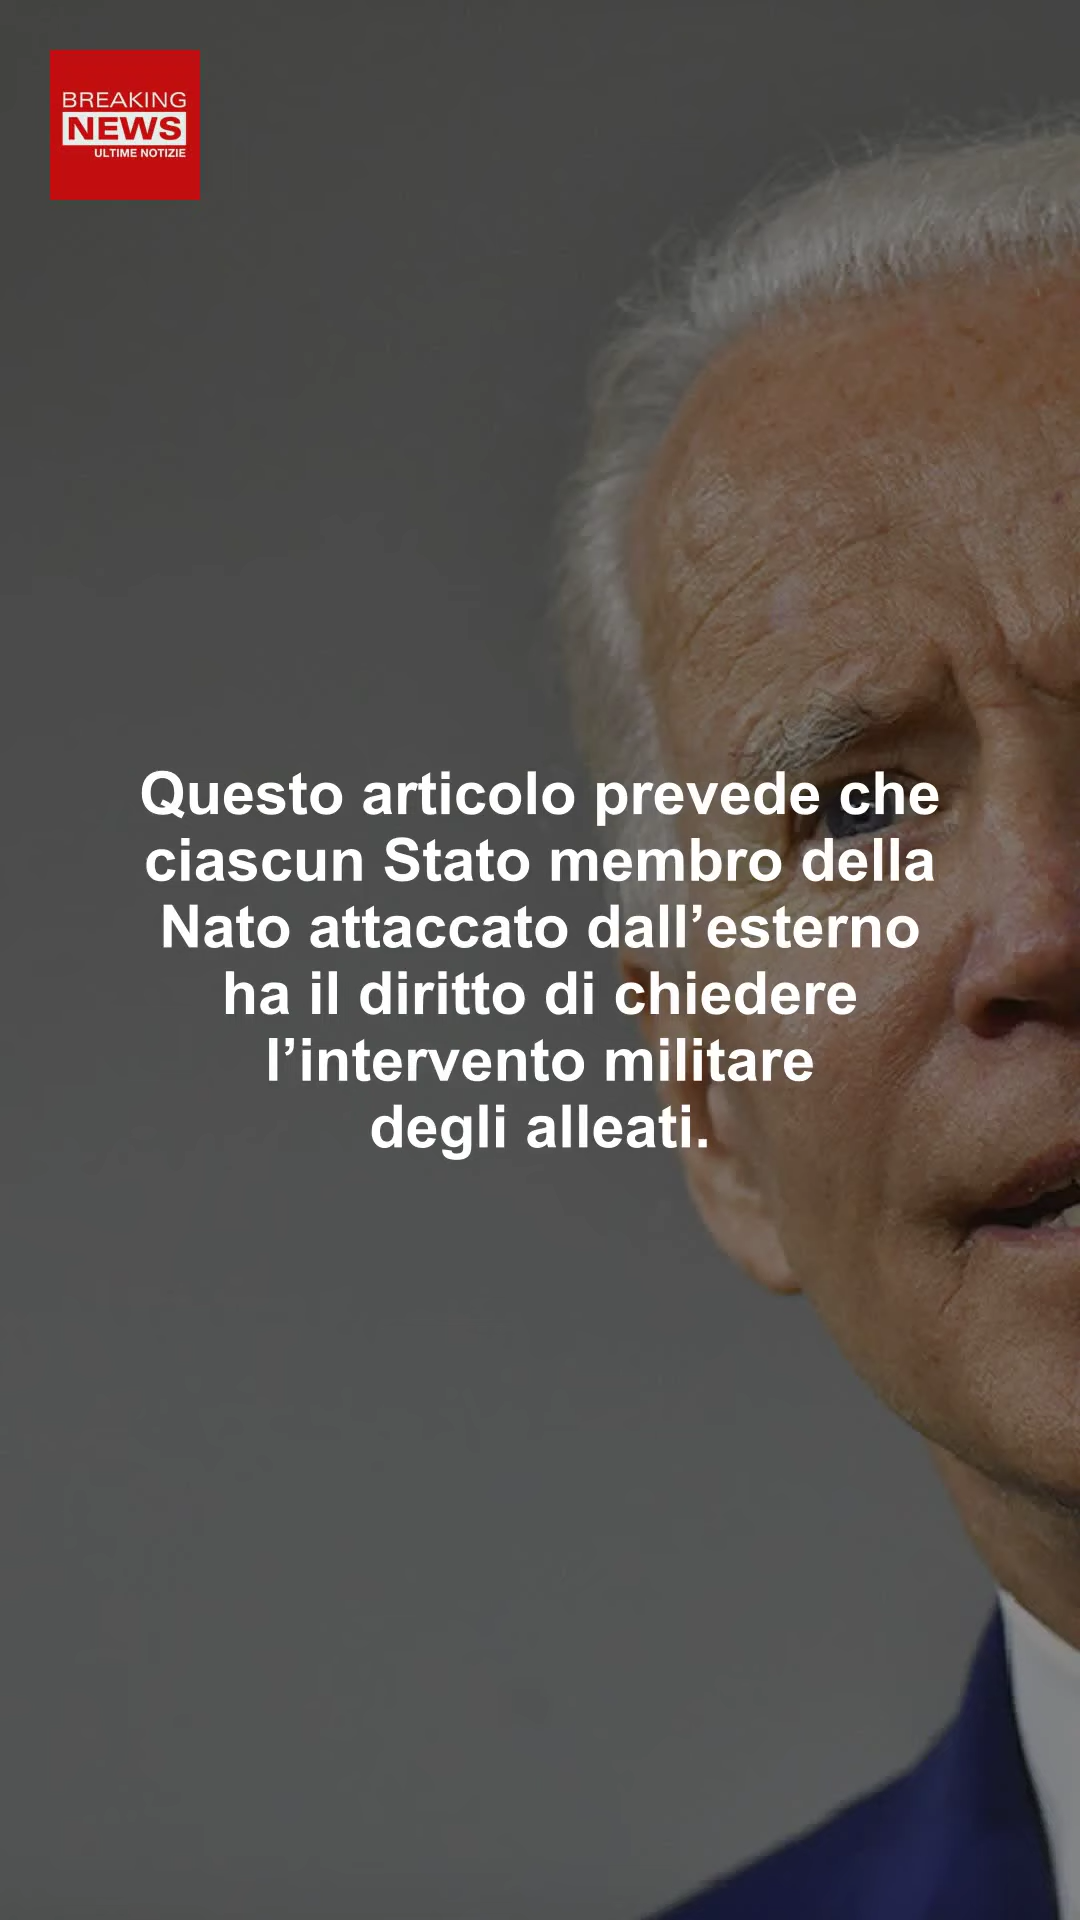 BREAKING
NEWS
ULTIME NOTIZIE
Questo articolo prevede che
ciascun Stato membro della
Nato attaccato dall’esterno
ha il diritto di chiedere
l’intervento militare
degli alleati.